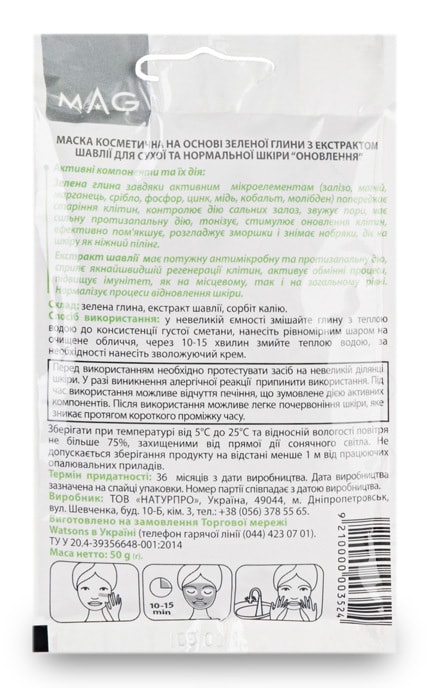 MAG
МАСКА КОСМЕТИЧНА НА ОСНОВІ ЗЕЛЕНОЇ ГЛИНИ З ЕКСТРАКТОМ
ШАВЛІЇ ДЛЯ СУХОЇ ТА НОРМАЛЬНОЇ ШКІРИ "ОНОВЛЕННЯ"
Активні компоненти та їх дія:
Зелена глина завдяки активним мікроелементам (залізо, магній,
марганець, срібло, фосфор, цинк, мідь, кобальт, молібден) попереджає
старіння клітин, контролює дію сальних залоз, звужує пори, має
сильну протизапальну дію, тонізує, стимулює оновлення клітин,
ефективно пом'якшує, розгладжує зморшки і знімає набряки, діє на
шкіру як ніжний пілінг.
Екстракт шавлії має потужну антимікробну та протизапальну дію,
сприяє якнайшвидшій регенерації клітин, активує обмінні процеси,
підвищує імунітет, як на місцевому, так і на загальному рівні.
Нормалізує процеси відновлення шкіри.
Склад: зелена глина, екстракт шавлії, сорбіт калію.
Спосіб використання: у невеликій ємності змішайте глину з теплою
водою до консистенції густої сметани, нанесіть рівномірним шаром на
очищене обличчя, через 10-15 хвилин змийте теплою водою, за
необхідності нанесіть зволожуючий крем.
Перед використанням необхідно протестувати засіб на невеликій ділянці
шкіри. У разі виникнення алергічної реакції припинити використання. Під
час використання можливе відчуття печіння, що зумовлене дією активних
компонентів. Після використання можливе легке почервоніння шкіри, яке
зникає протягом короткого проміжку часу.
Зберігати при температурі від 5°C до 25°C та відносній вологості повітря
не більше 75%, захищеним від прямої дії сонячного світла. Не
допускається зберігання продукту на відстані менше 1 м від працюючих
опалювальних приладів.
Термін придатності: 36 місяців з дати виробництва. Дата виробництва
зазначена на спайці упаковки. Номер партії співпадає з датою виробництва.
Виробник: ТОВ «НАТУРПРО», Україна, 49044, м. Дніпропетровськ,
вул. Шевченка, буд. 10-Б, кім. 3, тел.: +38 (056) 378 55 65.
Виготовлено на замовлення Торгової мережі
Watsons в Україні (телефон гарячої лінії (044) 423 07 01).
ТУ У 20.4-39356648-001:2014
Маса нетто: 50 g (г).
10-15
min
9210000003524